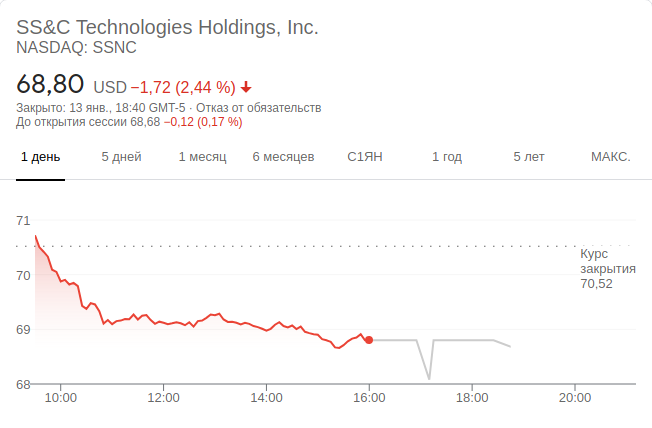 SS&C Technologies Holdings, Inc.
NASDAQ: SSNC
68,80 USD −1,72 (2,44 %)
Закрыто: 13 янв., 18:40 GMT-5 · Отказ от обязательств
До открытия сессии 68,68 −0,12 (0,17 %)
1 день 5 дней 1 месяц 6 месяцев С1ЯН 1 год 5 лет МАКС.
71
Курс
закрытия
70,52
70
69
68
10:00 12:00 14:00 16:00 18:00 20:00